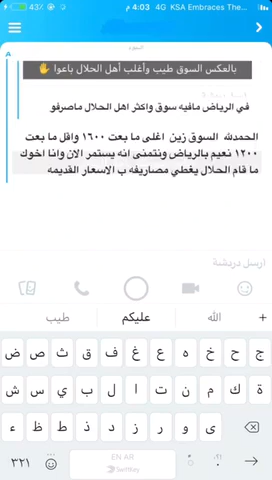 43% 4:03 م 4G KSA Embraces The...
السعودية
بالعكس السوق طيب وأغلب أهل الحلال باعوا ✋
في الرياض مافيه سوق واكثر اهل الحلال ماصرفو
الحمدلله السوق زين اغلى ما بعت ١٦٠٠ واقل ما بعت
١٢٠٠ نعيم بالرياض ونتمنى انه يستمر الان وانا اخوك
ما قام الحلال يغطي مصاريفه ب الاسعار القديمه
أرسل دردشة
الله عليكم طيب +
ض ص ث ق ف غ ع ه خ ح ج
ش س ي ب ل ا ت ن م ك ة
ء ظ ط ذ د ز ر و ى
٣٢١ EN AR
SwiftKey
.؟!